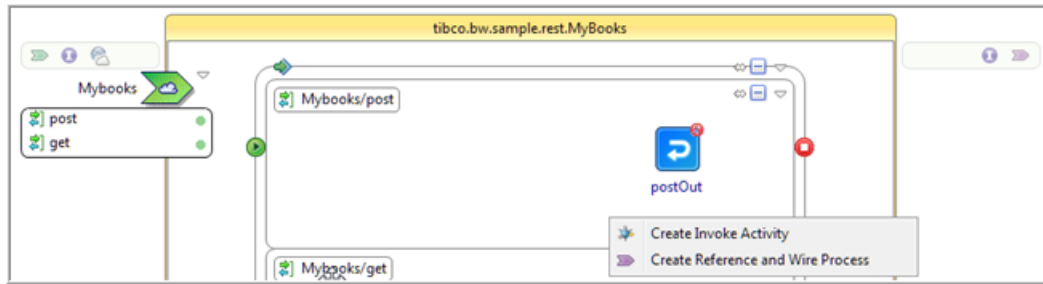 tibco.bw.sample.rest.MyBooks
Mybooks
post
get
Mybooks/post
postOut
Create Invoke Activity
Create Reference and Wire Process
Mybooks/get